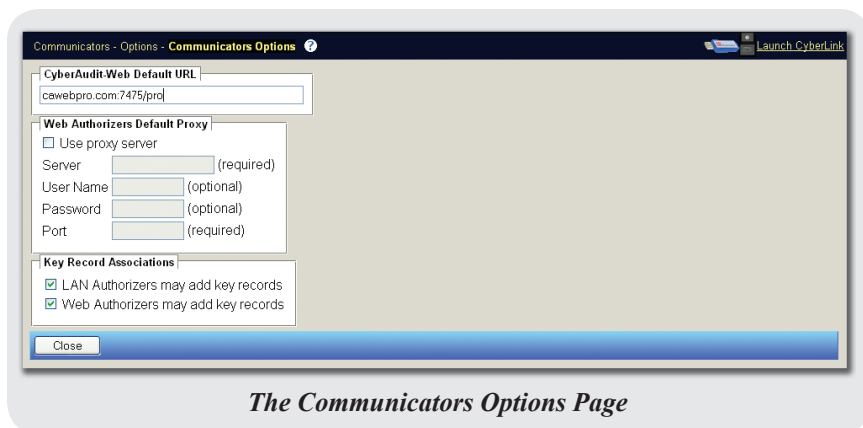 Communicators - Options - Communicators Options ?
Launch CyberLink
CyberAudit-Web Default URL
cawebpro.com:7475/pro
Web Authorizers Default Proxy
Use proxy server
Server (required)
User Name (optional)
Password (optional)
Port (required)
Key Record Associations
LAN Authorizers may add key records
Web Authorizers may add key records
Close
The Communicators Options Page